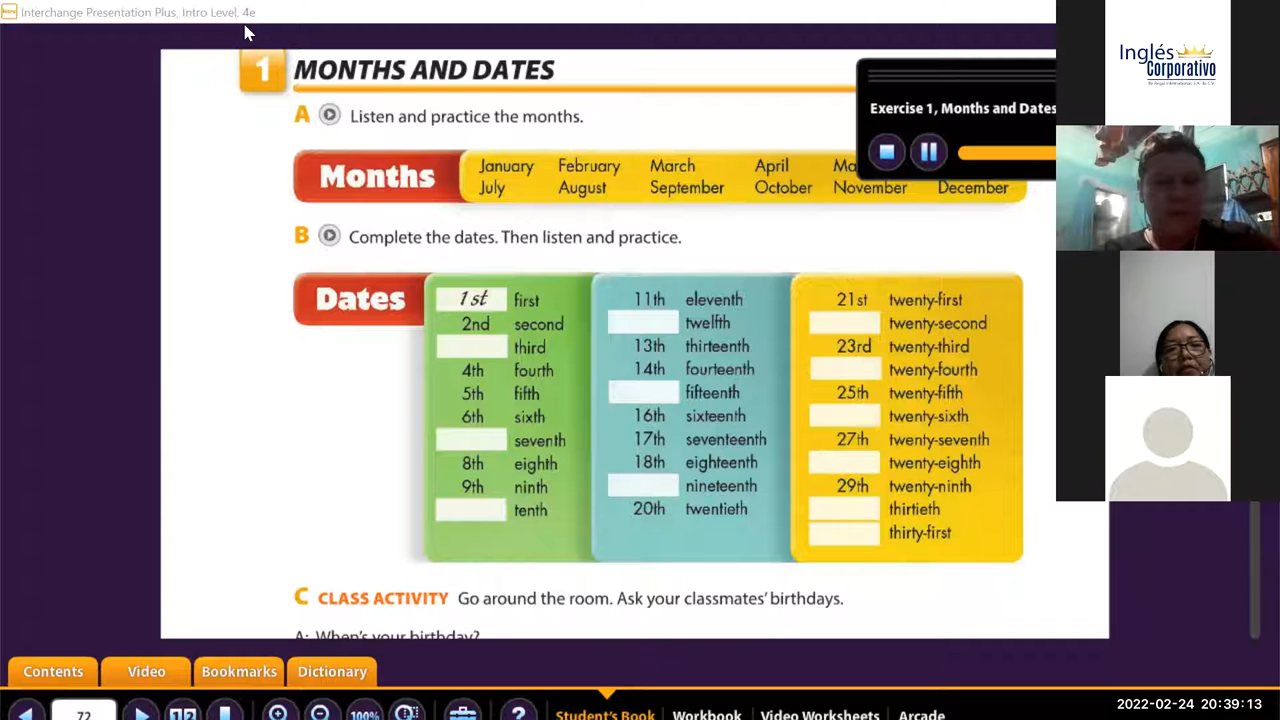 Intro Interchange Presentation Plus, Intro Level, 4e
1 MONTHS AND DATES
A Listen and practice the months.
Exercise 1, Months and Dates
Months
January February March April
July August September October November December
B Complete the dates. Then listen and practice.
Dates
1st first
2nd second
third
4th fourth
5th fifth
6th sixth
seventh
8th eighth
9th ninth
tenth
11th eleventh
twelfth
13th thirteenth
14th fourteenth
fifteenth
16th sixteenth
17th seventeenth
18th eighteenth
nineteenth
20th twentieth
21st twenty-first
twenty-second
23rd twenty-third
twenty-fourth
25th twenty-fifth
twenty-sixth
27th twenty-seventh
twenty-eighth
29th twenty-ninth
thirtieth
thirty-first
C CLASS ACTIVITY Go around the room. Ask your classmates' birthdays.
A: When's your birthday?
Contents Video Bookmarks Dictionary
72 1 2 100% ?
Student's Book Workbook Video Worksheets Arcade
Inglés
Corporativo
2022-02-24 20:39:13